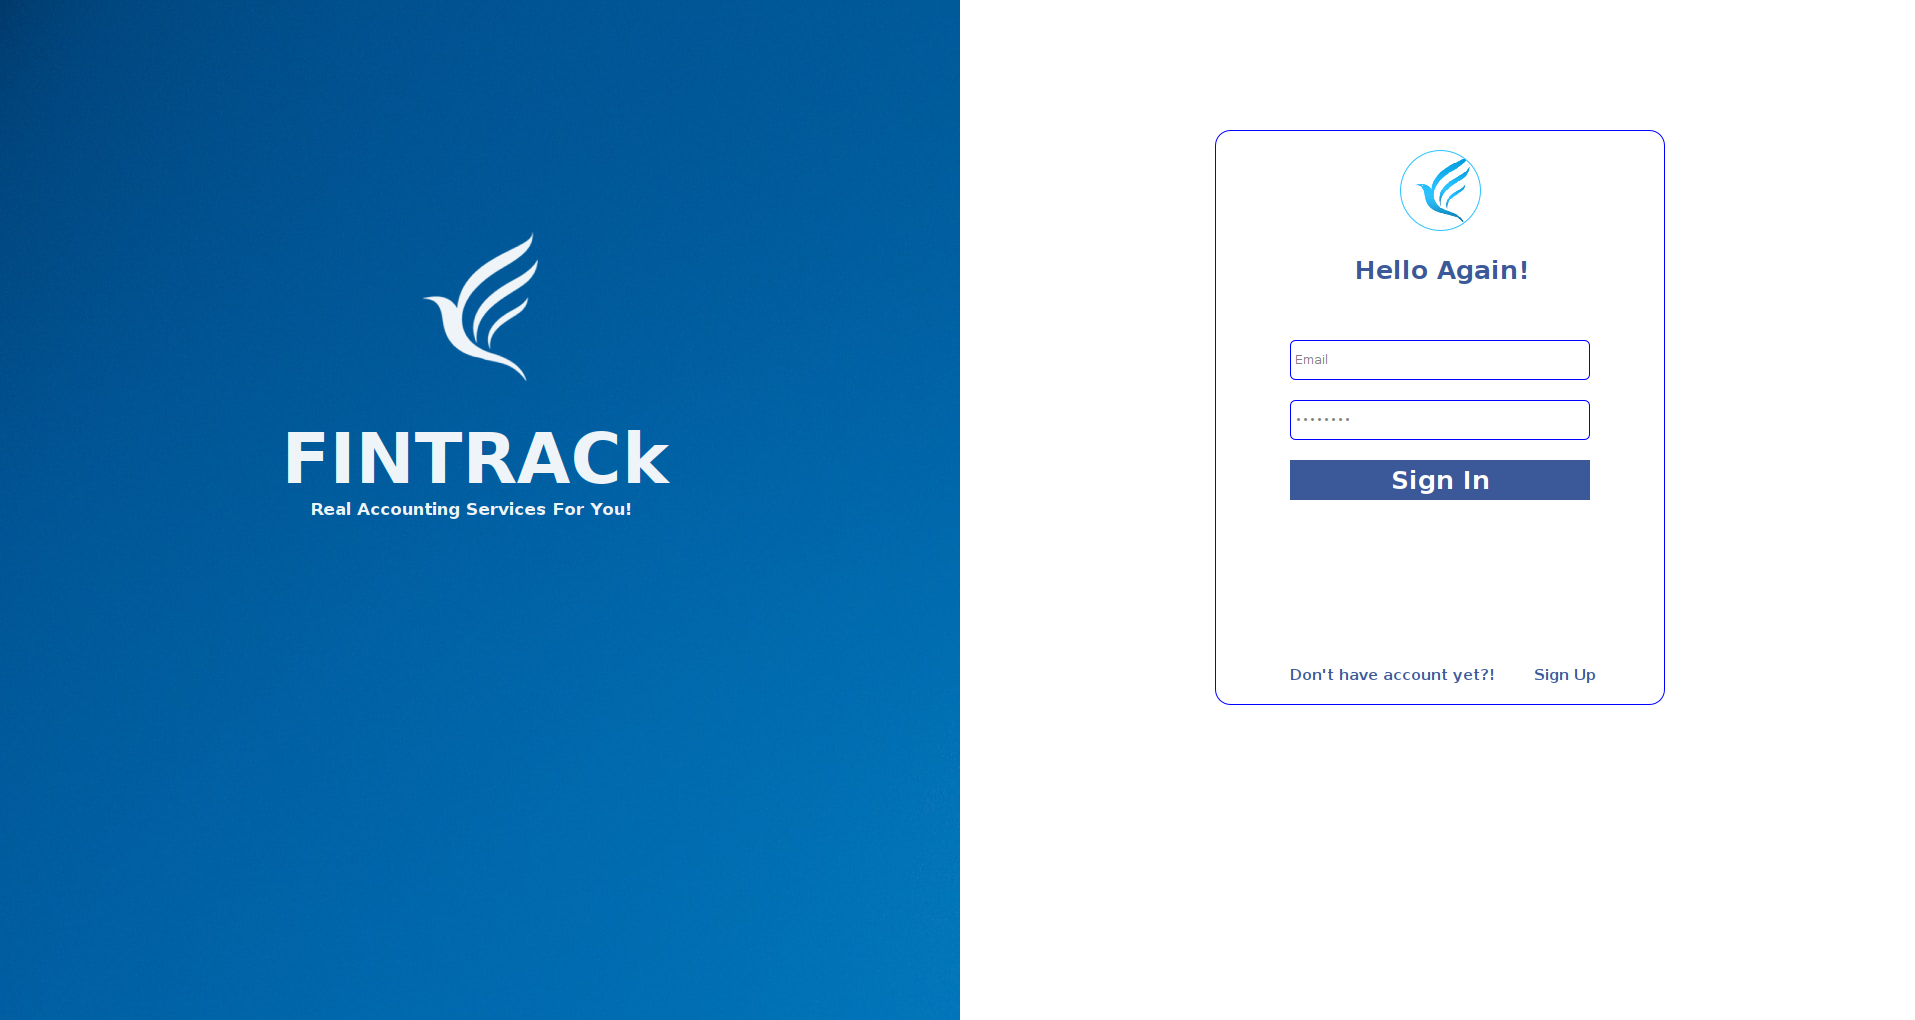 FINTRACk
Real Accounting Services For You!
Hello Again!
Email
••••••••
Sign In
Don't have account yet?! Sign Up